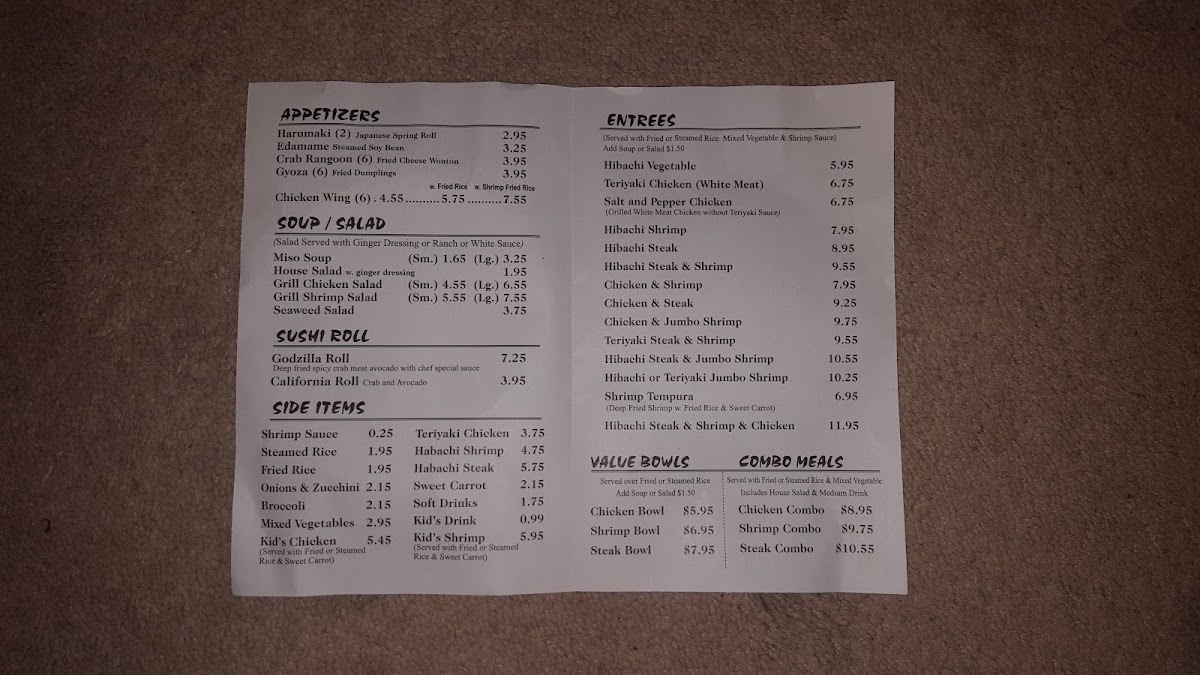 APPETIZERS
Harumaki (2) Japanese Spring Roll 2.95
Edamame Steamed Soy Bean 3.25
Crab Rangoon (6) Fried Cheese Wonton 3.95
Gyoza (6) Fried Dumplings 3.95
w. Fried Rice w. Shrimp Fried Rice
Chicken Wing (6) . 4.55..........5.75..........7.55
SOUP / SALAD
(Salad Served with Ginger Dressing or Ranch or White Sauce)
Miso Soup (Sm.) 1.65 (Lg.) 3.25
House Salad w. ginger dressing 1.95
Grill Chicken Salad (Sm.) 4.55 (Lg.) 6.55
Grill Shrimp Salad (Sm.) 5.55 (Lg.) 7.55
Seaweed Salad 3.75
SUSHI ROLL
Godzilla Roll 7.25
Deep fried spicy crab meat avocado with chef special sauce
California Roll Crab and Avocado 3.95
SIDE ITEMS
Shrimp Sauce 0.25
Steamed Rice 1.95
Fried Rice 1.95
Onions & Zucchini 2.15
Broccoli 2.15
Mixed Vegetables 2.95
Kid's Chicken 5.45
(Served with Fried or Steamed
Rice & Sweet Carrot)
Teriyaki Chicken 3.75
Habachi Shrimp 4.75
Habachi Steak 5.75
Sweet Carrot 2.15
Soft Drinks 1.75
Kid's Drink 0.99
Kid's Shrimp 5.95
(Served with Fried or Steamed
Rice & Sweet Carrot)
ENTREES
(Served with Fried or Steamed Rice, Mixed Vegetable & Shrimp Sauce)
Add Soup or Salad $1.50
Hibachi Vegetable 5.95
Teriyaki Chicken (White Meat) 6.75
Salt and Pepper Chicken 6.75
(Grilled White Meat Chicken without Teriyaki Sauce)
Hibachi Shrimp 7.95
Hibachi Steak 8.95
Hibachi Steak & Shrimp 9.55
Chicken & Shrimp 7.95
Chicken & Steak 9.25
Chicken & Jumbo Shrimp 9.75
Teriyaki Steak & Shrimp 9.55
Hibachi Steak & Jumbo Shrimp 10.55
Hibachi or Teriyaki Jumbo Shrimp 10.25
Shrimp Tempura 6.95
(Deep Fried Shrimp w. Fried Rice & Sweet Carrot)
Hibachi Steak & Shrimp & Chicken 11.95
VALUE BOWLS
Served over Fried or Steamed Rice
Add Soup or Salad $1.50
Chicken Bowl $5.95
Shrimp Bowl $6.95
Steak Bowl $7.95
COMBO MEALS
Served with Fried or Steamed Rice & Mixed Vegetable
Includes House Salad & Medium Drink
Chicken Combo $8.95
Shrimp Combo $9.75
Steak Combo $10.55